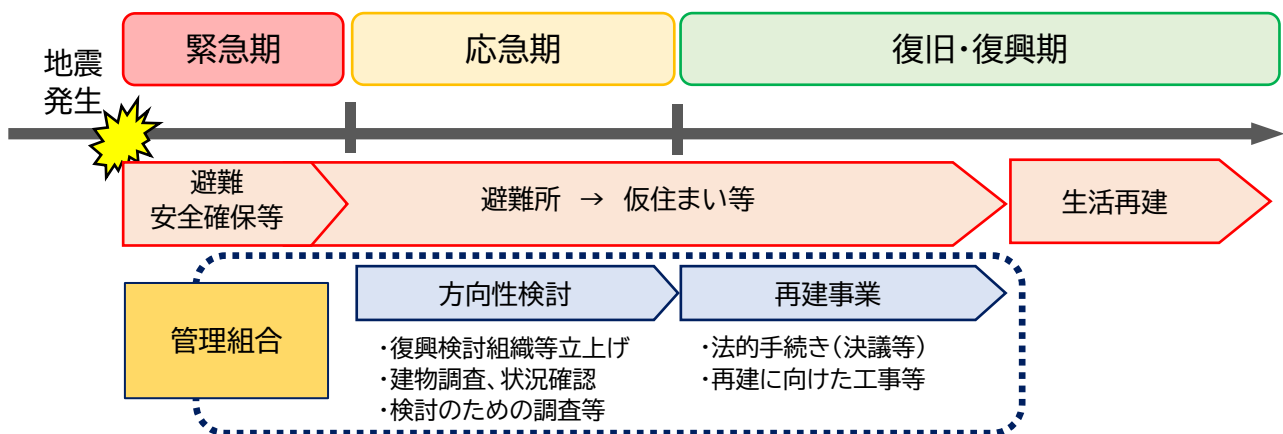 地震
発生
緊急期
応急期
復旧・復興期
避難
安全確保等
避難所 → 仮住まい等
生活再建
管理組合
方向性検討
・復興検討組織等立上げ
・建物調査、状況確認
・検討のための調査等
再建事業
・法的手続き(決議等)
・再建に向けた工事等